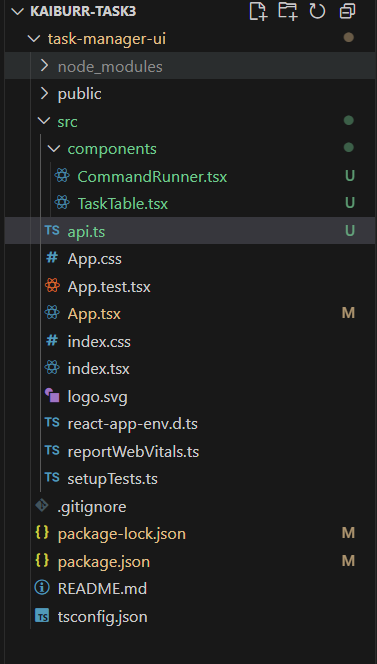 KAIBURR-TASK3
task-manager-ui
node_modules
public
src
components
CommandRunner.tsx U
TaskTable.tsx U
TS api.ts U
# App.css
App.test.tsx
App.tsx M
# index.css
index.tsx
logo.svg
TS react-app-env.d.ts
TS reportWebVitals.ts
TS setupTests.ts
.gitignore
{} package-lock.json M
{} package.json M
README.md
TS tsconfig.json